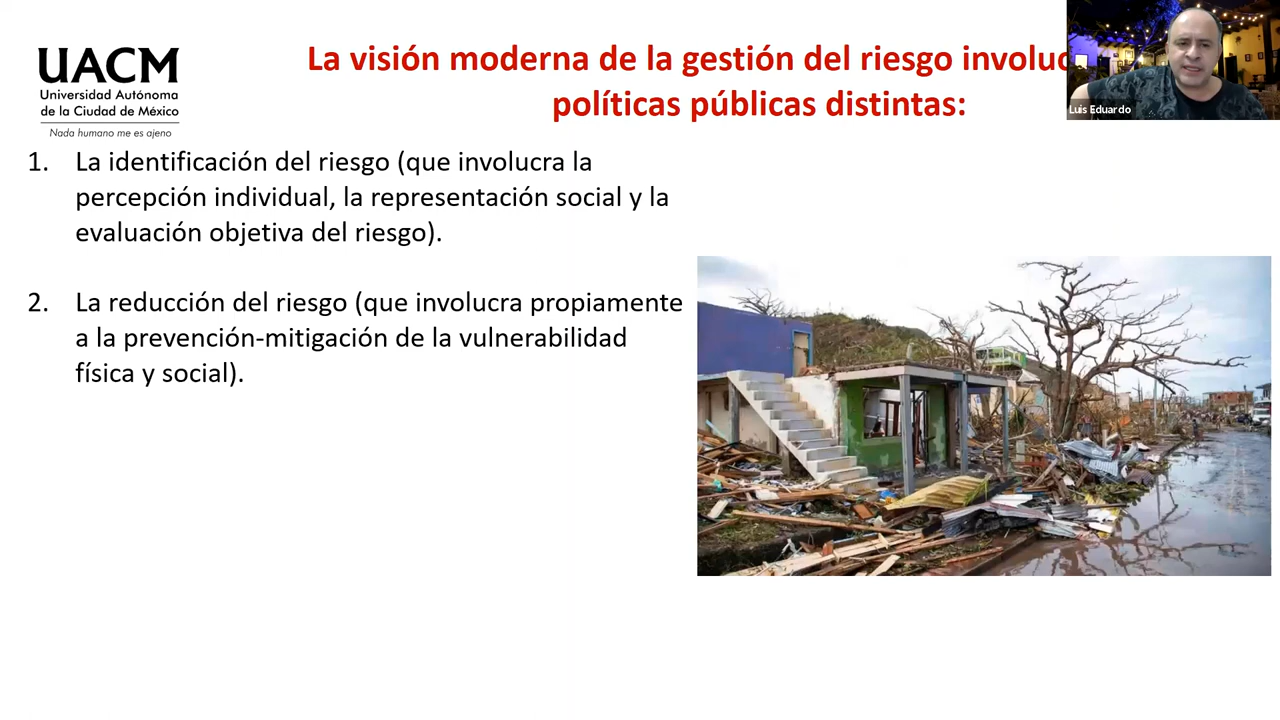 UACM
Universidad Autónoma
de la Ciudad de México
Nada humano me es ajeno
La visión moderna de la gestión del riesgo
políticas públicas distintas:
Luis Eduardo
1. La identificación del riesgo (que involucra la
percepción individual, la representación social y la
evaluación objetiva del riesgo).
2. La reducción del riesgo (que involucra propiamente
a la prevención-mitigación de la vulnerabilidad
física y social).